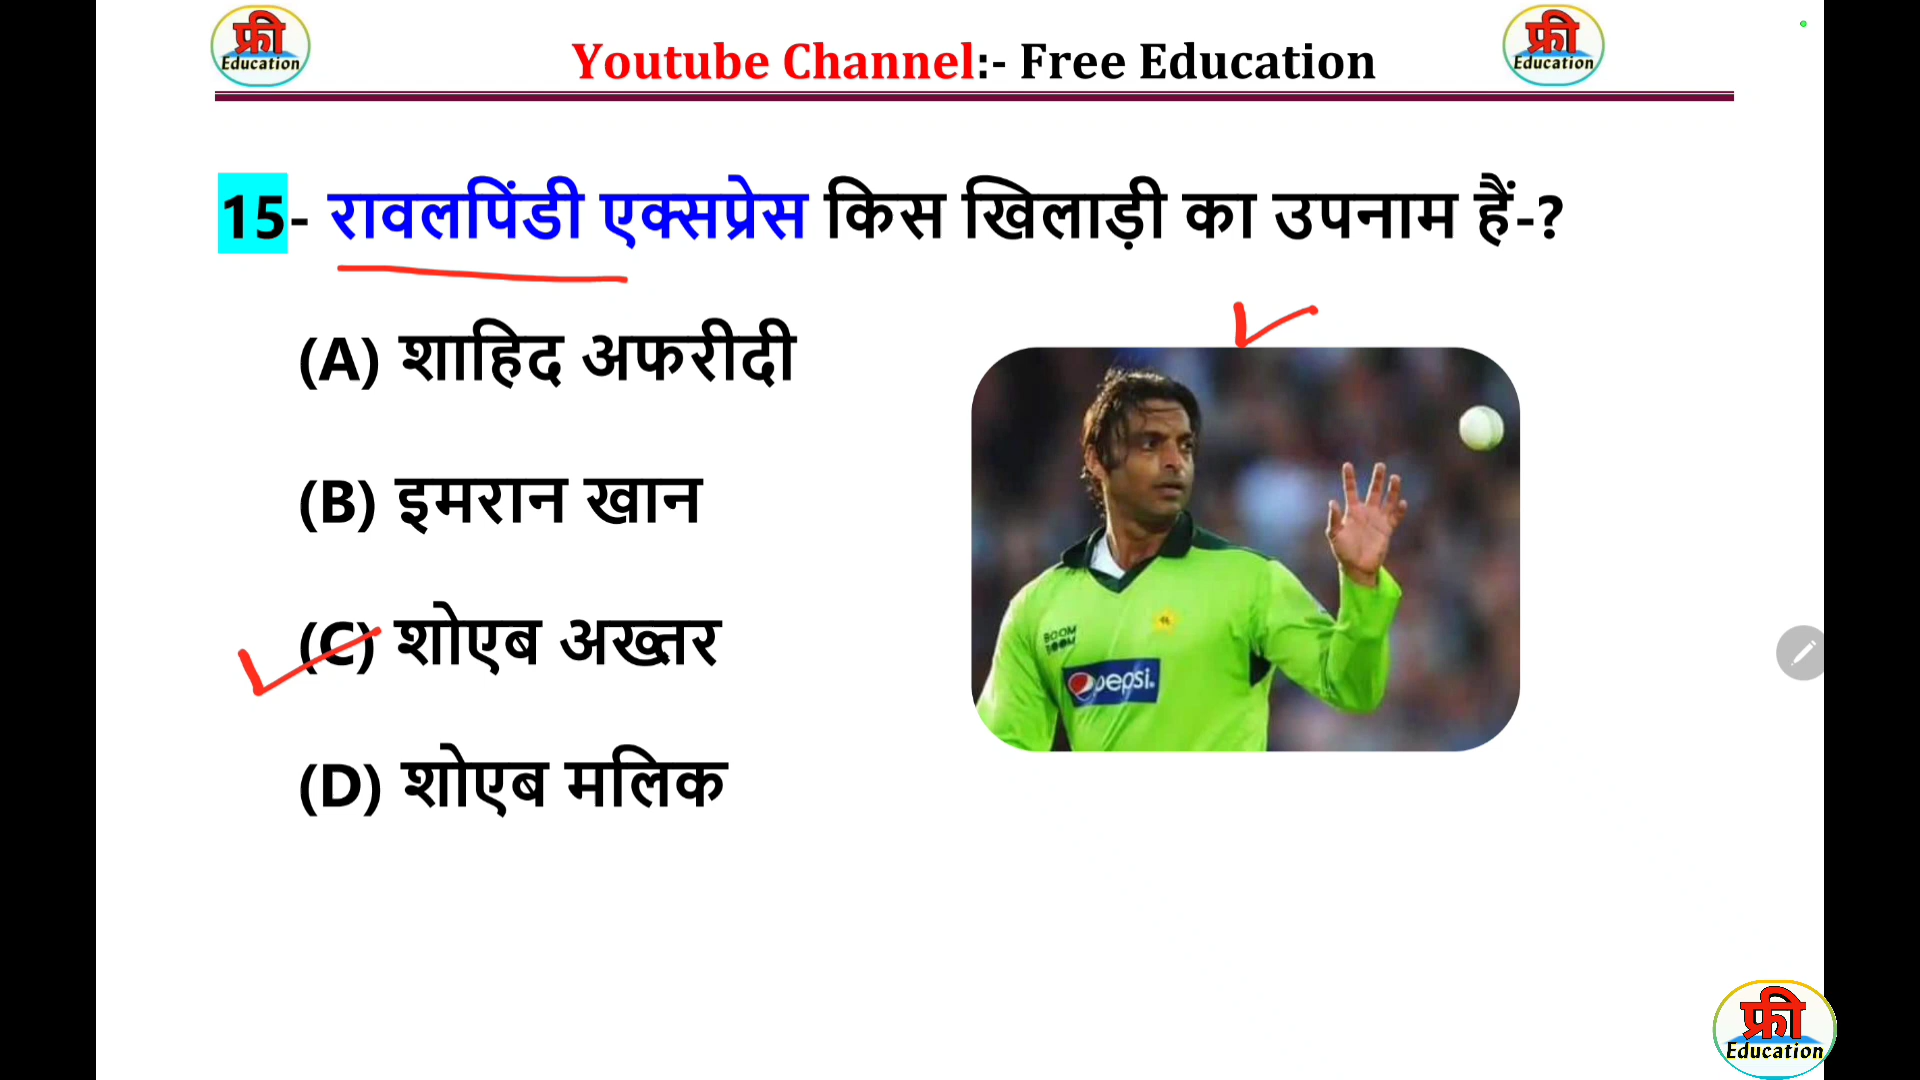 फ्री
Education
Youtube Channel:- Free Education
फ्री
Education
15- रावलपिंडी एक्सप्रेस किस खिलाड़ी का उपनाम हैं-?
(A) शाहिद अफरीदी
(B) इमरान खान
(C) शोएब अख्तर
(D) शोएब मलिक
BOOM
BOOM
pepsi
फ्री
Education